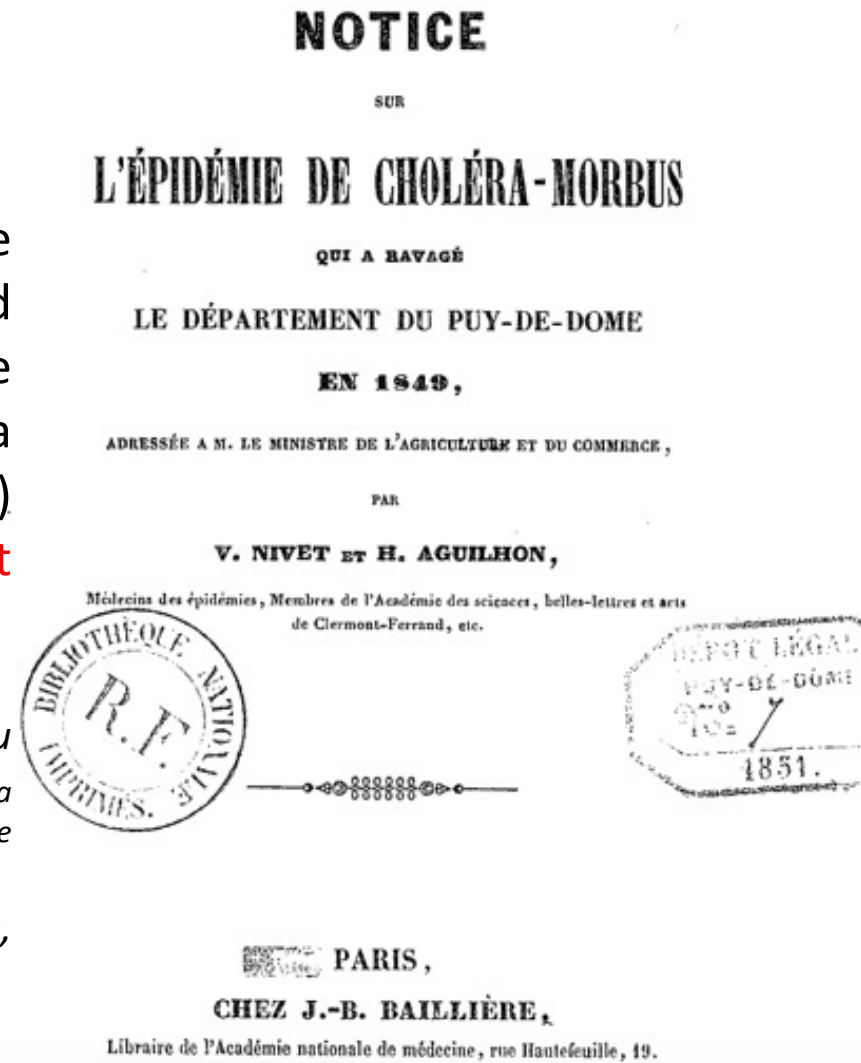 NOTICE
SUR
L'ÉPIDÉMIE DE CHOLÉRA-MORBUS
QUI A RAVAGÉ
LE DÉPARTEMENT DU PUY-DE-DOME
EN 1849,
ADRESSÉE A M. LE MINISTRE DE L'AGRICULTURE ET DU COMMERCE,
PAR
V. NIVET ET H. AGUILHON,
Médecins des épidémies, Membres de l'Académie des sciences, belles-lettres et arts
de Clermont-Ferrand, etc.
BIBLIOTHÈQUE NATIONALE
R.F.
IMPRIMÉS.
DÉPOT LÉGAL
PUY-DE-DOME
1851.
PARIS,
CHEZ J.-B. BAILLIÈRE,
Libraire de l'Académie nationale de médecine, rue Hautefeuille, 19.
e
d
e
a
)
t
u
a
e
,